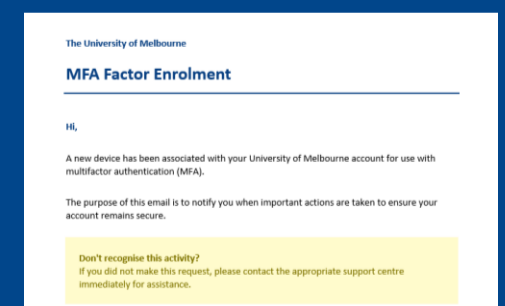 The University of Melbourne
MFA Factor Enrolment
Hi,
A new device has been associated with your University of Melbourne account for use with
multifactor authentication (MFA).
The purpose of this email is to notify you when important actions are taken to ensure your
account remains secure.
Don't recognise this activity?
If you did not make this request, please contact the appropriate support centre
immediately for assistance.